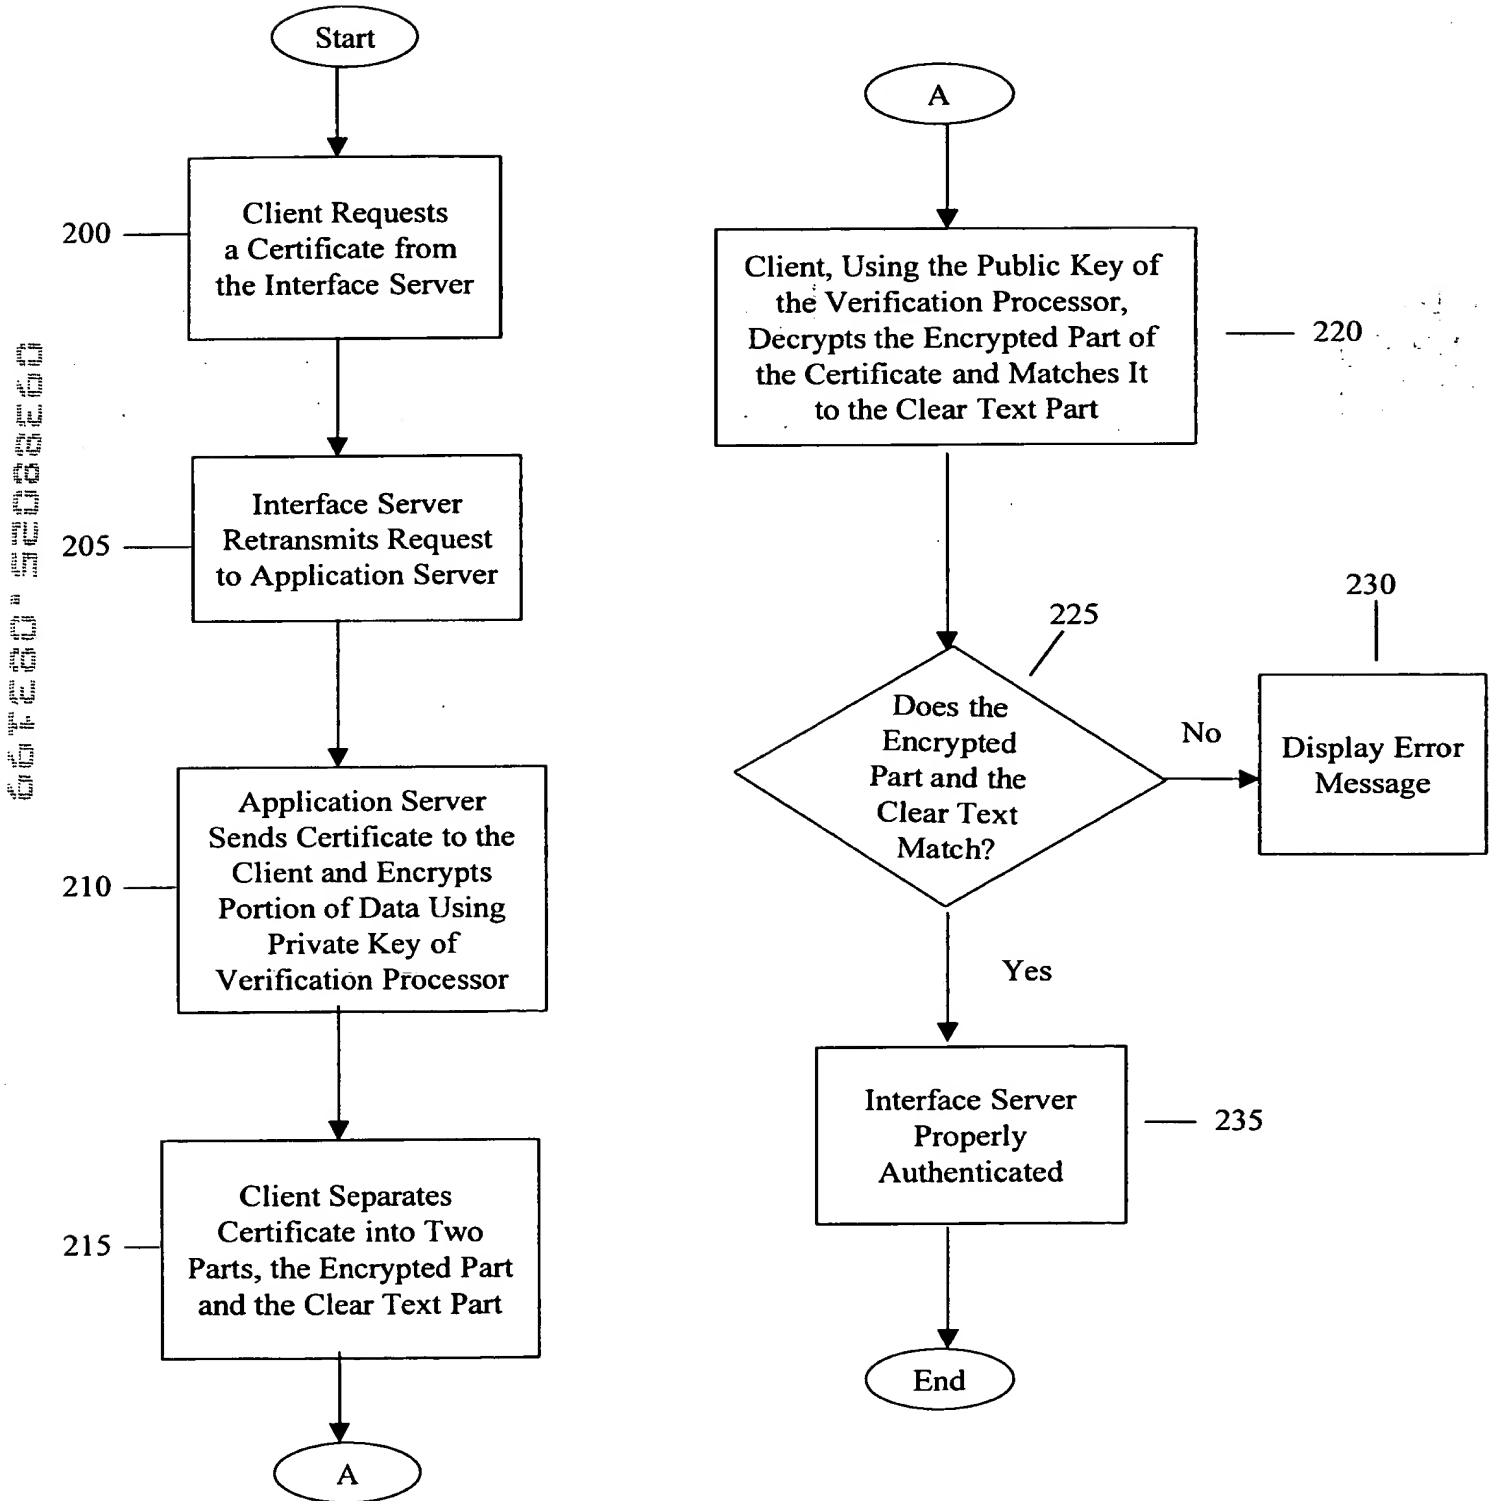 Start
200
Client Requests
a Certificate from
the Interface Server
205
Interface Server
Retransmits Request
to Application Server
210
Application Server
Sends Certificate to the
Client and Encrypts
Portion of Data Using
Private Key of
Verification Processor
215
Client Separates
Certificate into Two
Parts, the Encrypted Part
and the Clear Text Part
A
A
Client, Using the Public Key of
the Verification Processor,
Decrypts the Encrypted Part of
the Certificate and Matches It
to the Clear Text Part
220
225
Does the
Encrypted
Part and the
Clear Text
Match?
No
230
Display Error
Message
Yes
Interface Server
Properly
Authenticated
235
End